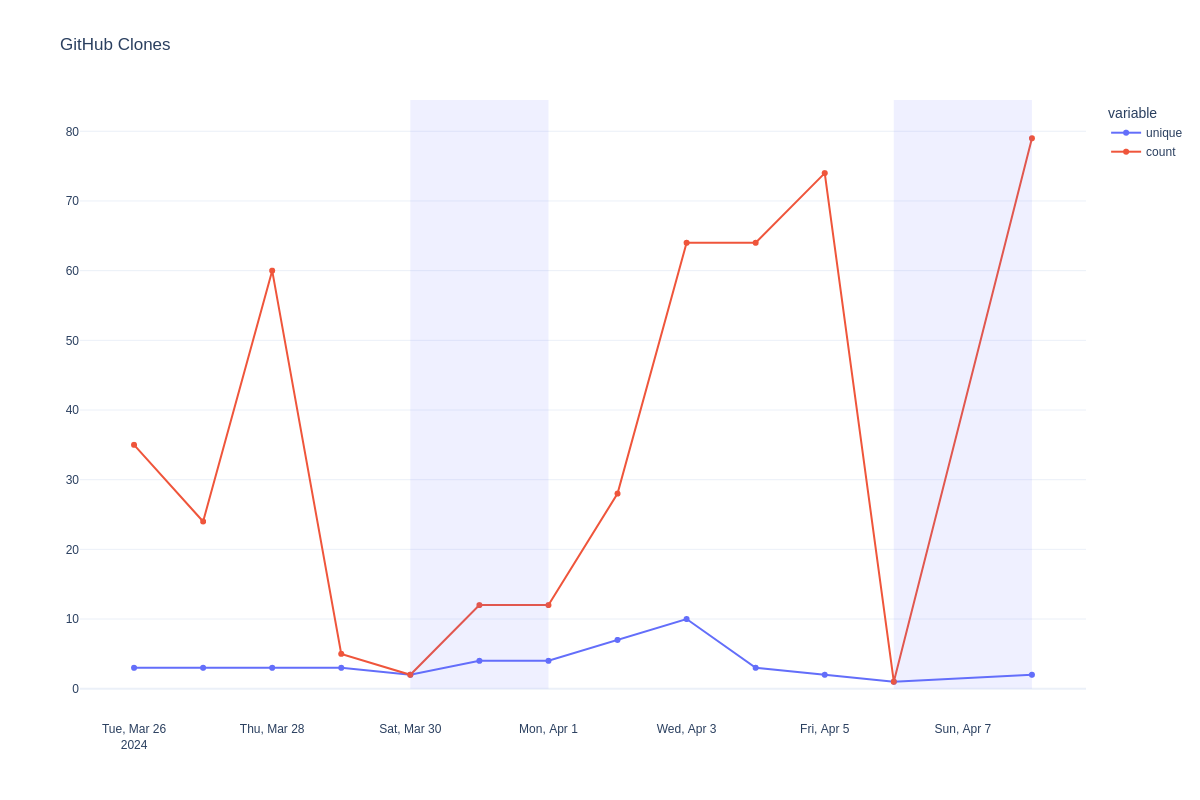 GitHub Clones
variable
unique
count
80
70
60
50
40
30
20
10
0
Tue, Mar 26
2024
Thu, Mar 28
Sat, Mar 30
Mon, Apr 1
Wed, Apr 3
Fri, Apr 5
Sun, Apr 7